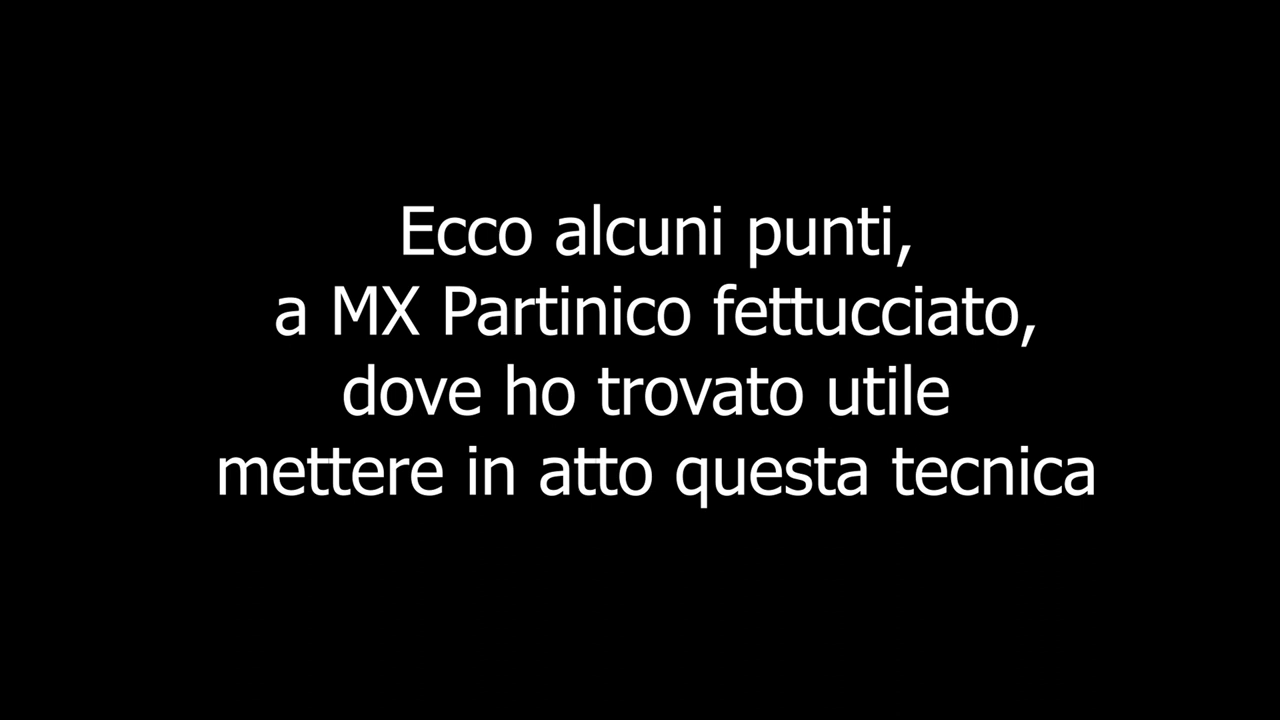 Ecco alcuni punti,
a MX Partinico fettucciato,
dove ho trovato utile
mettere in atto questa tecnica